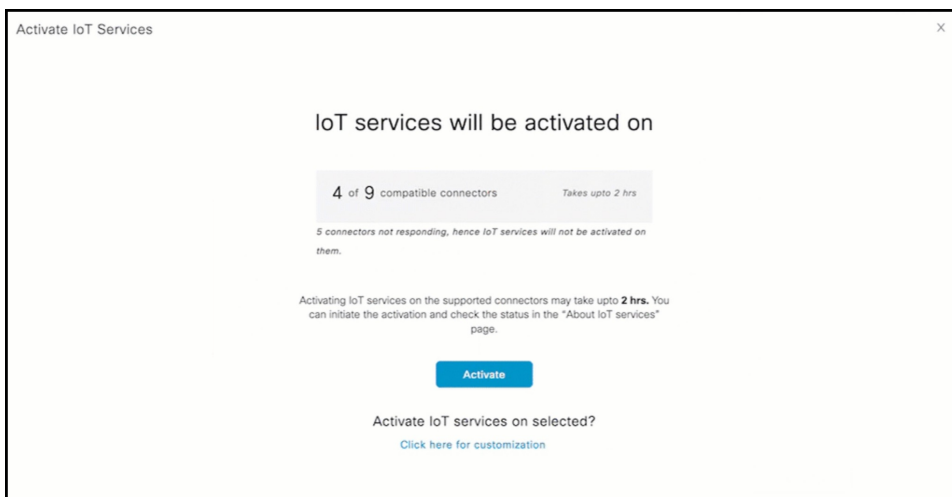 Activate IoT Services
X
IoT services will be activated on
4 of 9 compatible connectors Takes upto 2 hrs
5 connectors not responding, hence IoT services will not be activated on
them.
Activating IoT services on the supported connectors may take upto 2 hrs. You
can initiate the activation and check the status in the "About IoT services"
page.
Activate
Activate IoT services on selected?
Click here for customization